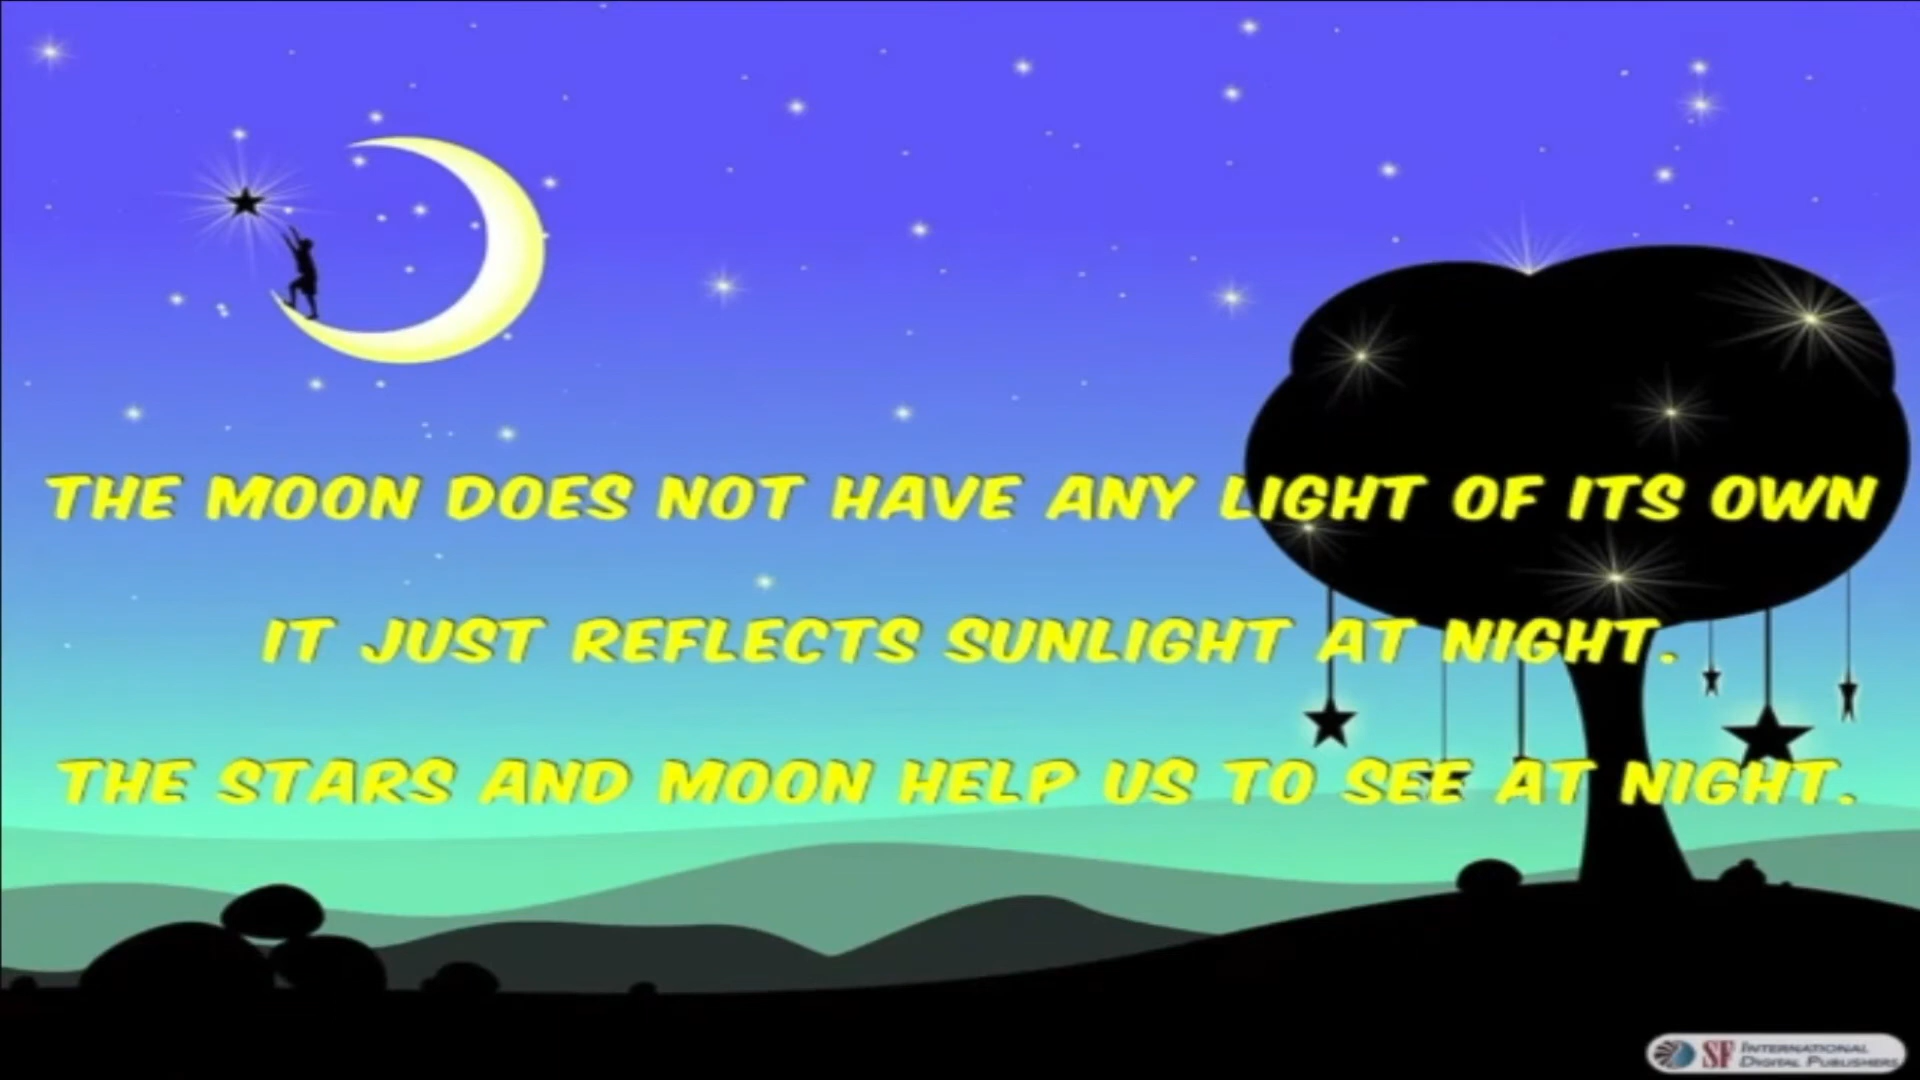 THE MOON DOES NOT HAVE ANY LIGHT OF ITS OWN
IT JUST REFLECTS SUNLIGHT AT NIGHT.
THE STARS AND MOON HELP US TO SEE AT NIGHT.
SF INTERNATIONAL
DIGITAL PUBLISHERS